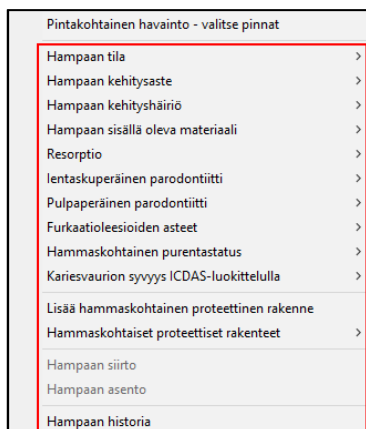 Pintakohtainen havainto - valitse pinnat
Hampaan tila
Hampaan kehitysaste
Hampaan kehityshäiriö
Hampaan sisällä oleva materiaali
Resorptio
Ientaskuperäinen parodontiitti
Pulpaperäinen parodontiitti
Furkaatioleesioiden asteet
Hammaskohtainen purentastatus
Kariesvaurion syvyys ICDAS-luokittelulla
Lisää hammaskohtainen proteettinen rakenne
Hammaskohtaiset proteettiset rakenteet
Hampaan siirto
Hampaan asento
Hampaan historia